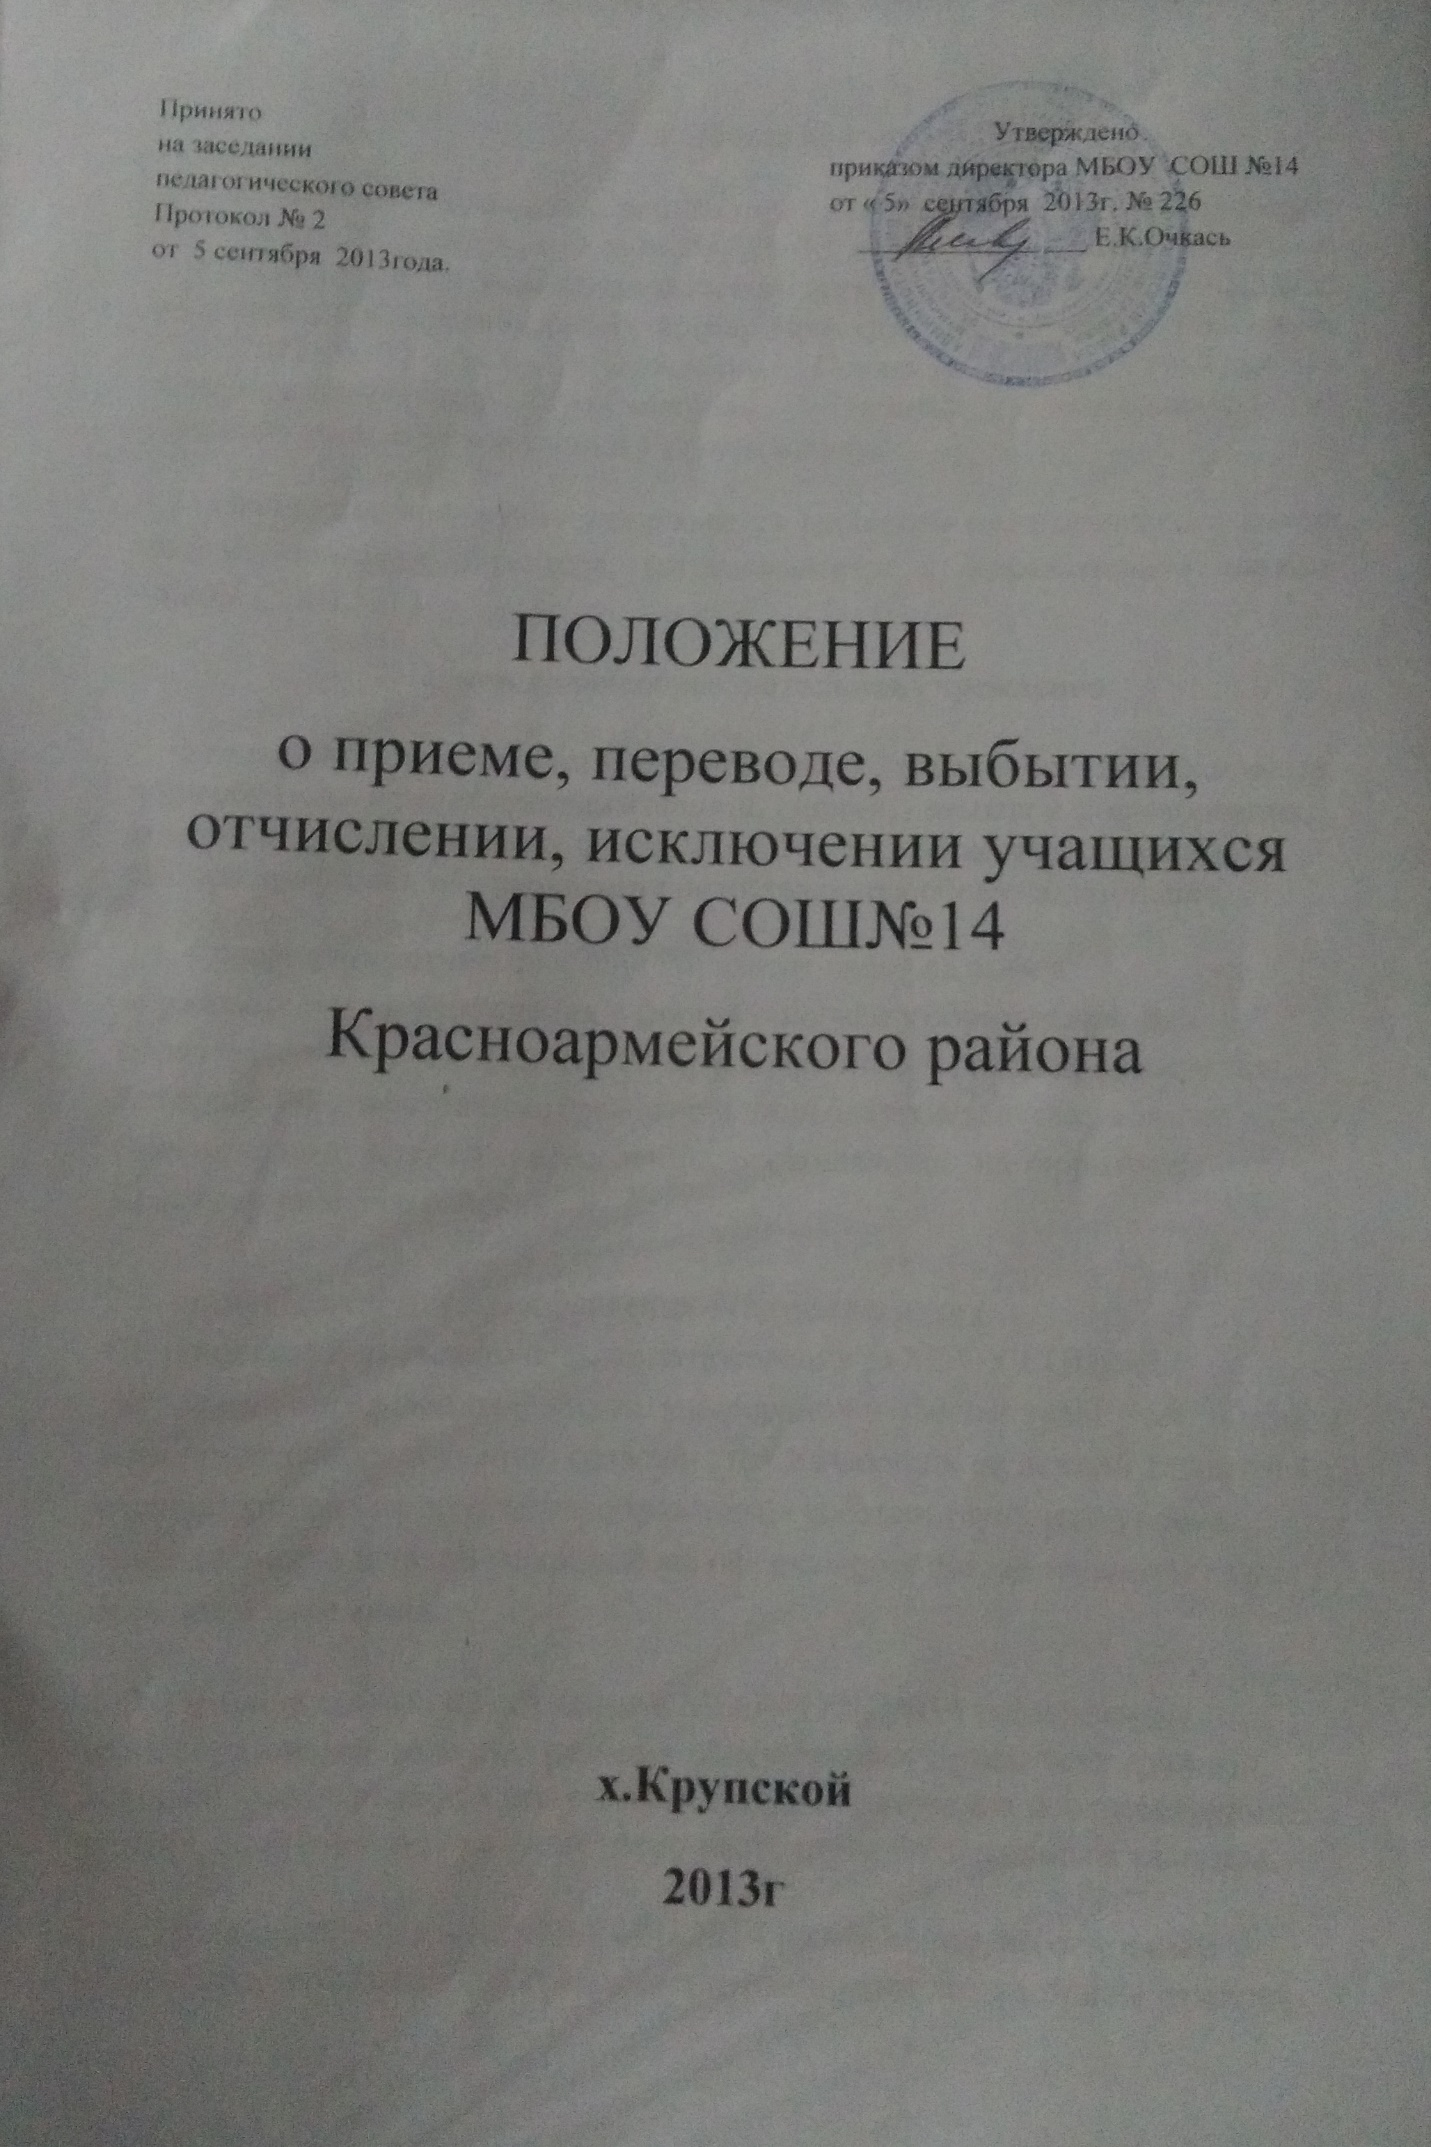 Принято
на заседании
педагогического совета
Протокол № 2
от 5 сентября 2013года.
Утверждено
приказом директора МБОУ СОШ №14
от « 5» сентября 2013г. № 226
Е.К.Очкась
ПОЛОЖЕНИЕ
о приеме, переводе, выбытии,
отчислении, исключении учащихся
МБОУ СОШ№14
Красноармейского района
х.Крупской
2013г